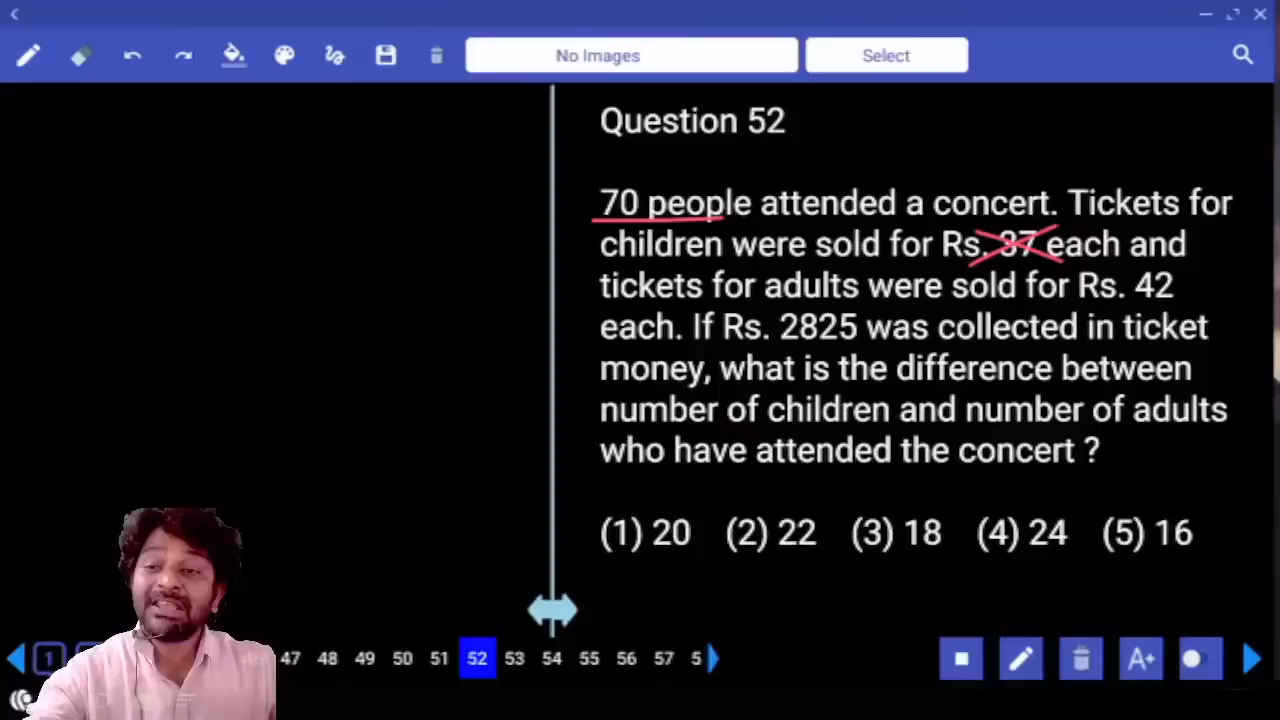 No Images
Select
Question 52
70 people attended a concert. Tickets for
children were sold for Rs. 37 each and
tickets for adults were sold for Rs. 42
each. If Rs. 2825 was collected in ticket
money, what is the difference between
number of children and number of adults
who have attended the concert ?
(1) 20 (2) 22 (3) 18 (4) 24 (5) 16
1 47 48 49 50 51 52 53 54 55 56 57 5
A+